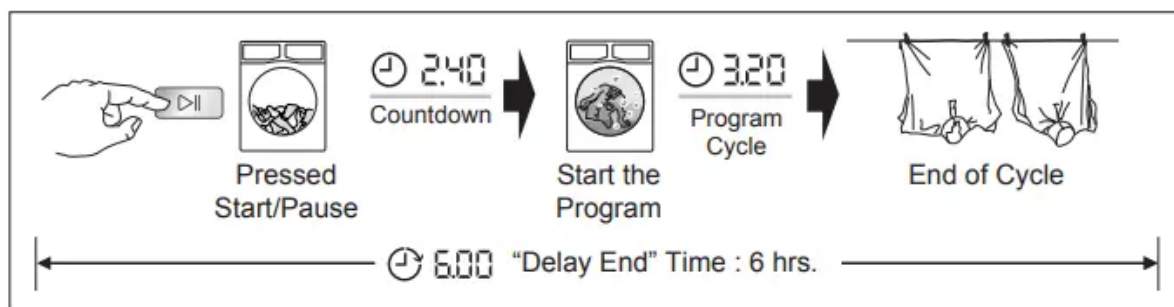 2.40
Countdown
3.20
Program
Cycle
Pressed
Start/Pause
Start the
Program
End of Cycle
6.00 “Delay End” Time : 6 hrs.